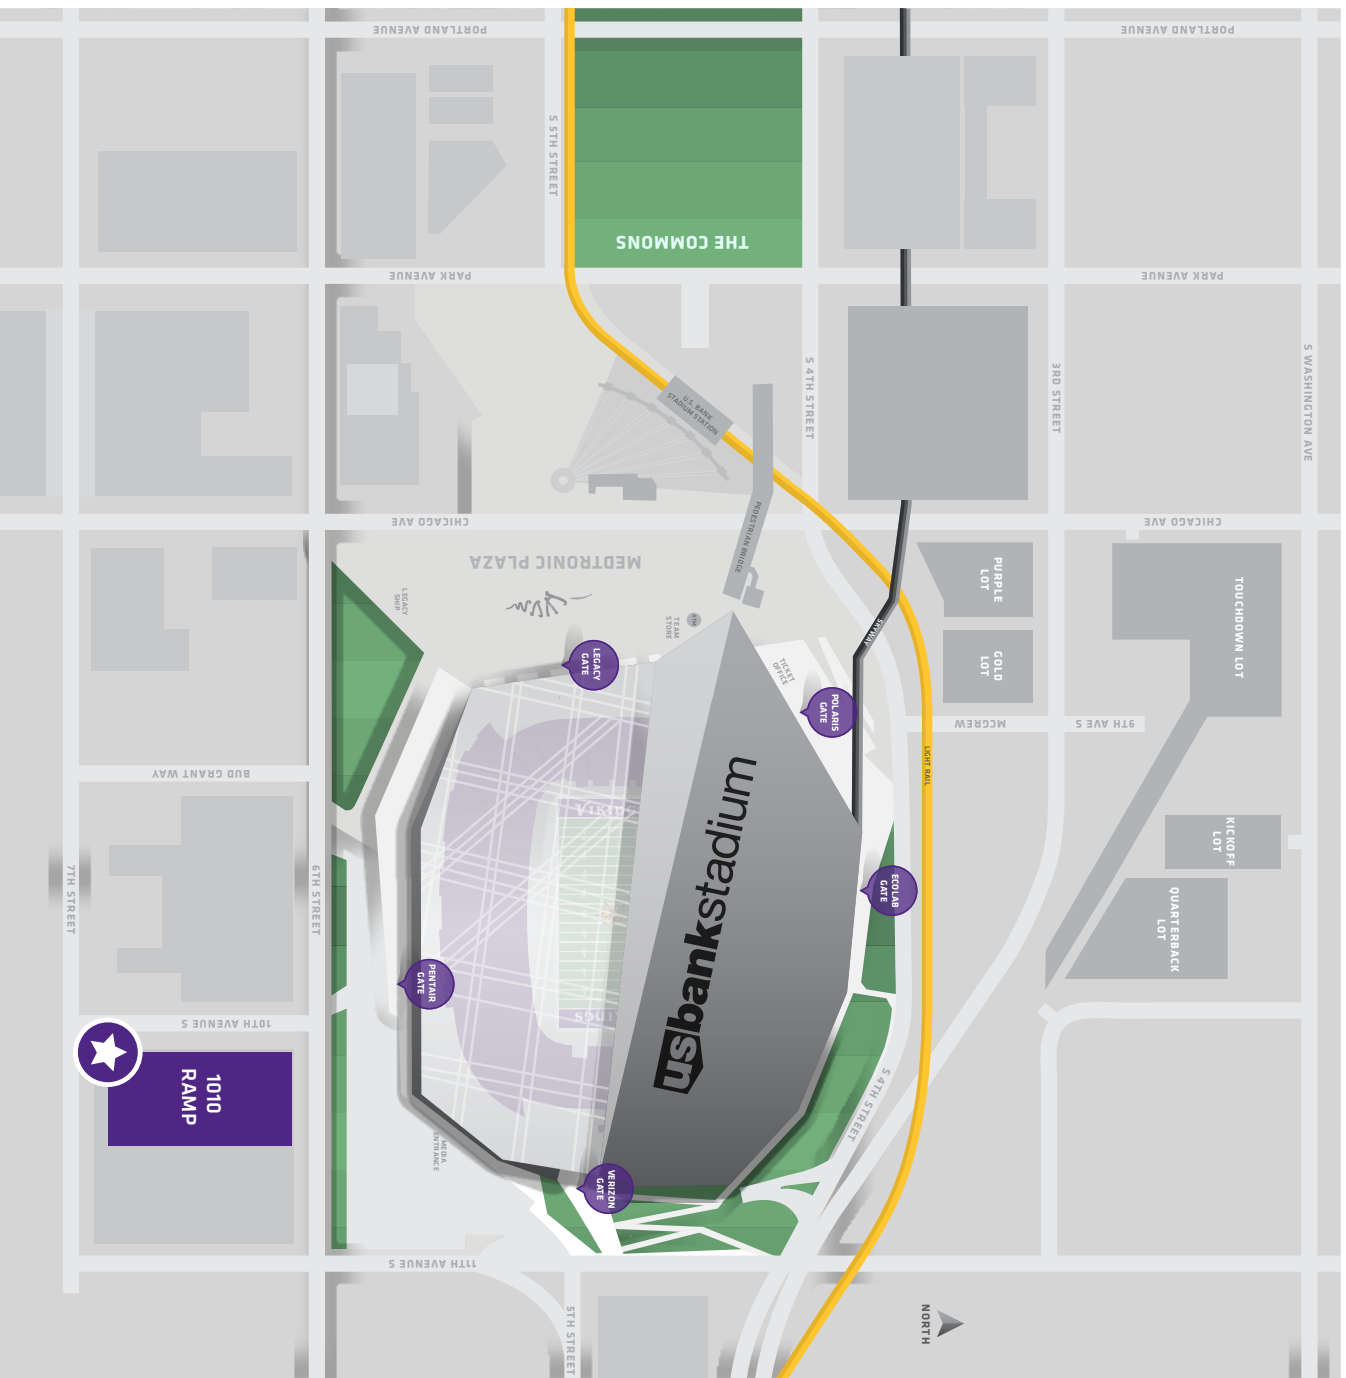 PORTLAND AVENUE
PORTLAND AVENUE
S 5TH STREET
THE COMMONS
PARK AVENUE
PARK AVENUE
S 4TH STREET
3RD STREET
S WASHINGTON AVE
U.S. BANK
STADIUM STATION
PEDESTRIAN BRIDGE
CHICAGO AVE
CHICAGO AVE
MEDTRONIC PLAZA
LEGACY
SHIP
TEAM
STORE
ATM
TICKET
OFFICE
SKYWAY
PURPLE
LOT
GOLD
LOT
TOUCHDOWN LOT
LEGACY
GATE
POLARIS
GATE
MCGREW
9TH AVE S
LIGHT RAIL
BUD GRANT WAY
usbankstadium
VIKINGS
KICKOFF
LOT
QUARTERBACK
LOT
ECOLAB
GATE
7TH STREET
6TH STREET
PENTAIR
GATE
10TH AVENUE S
1010
RAMP
MEDIA
ENTRANCE
VERIZON
GATE
S 4TH STREET
11TH AVENUE S
5TH STREET
NORTH